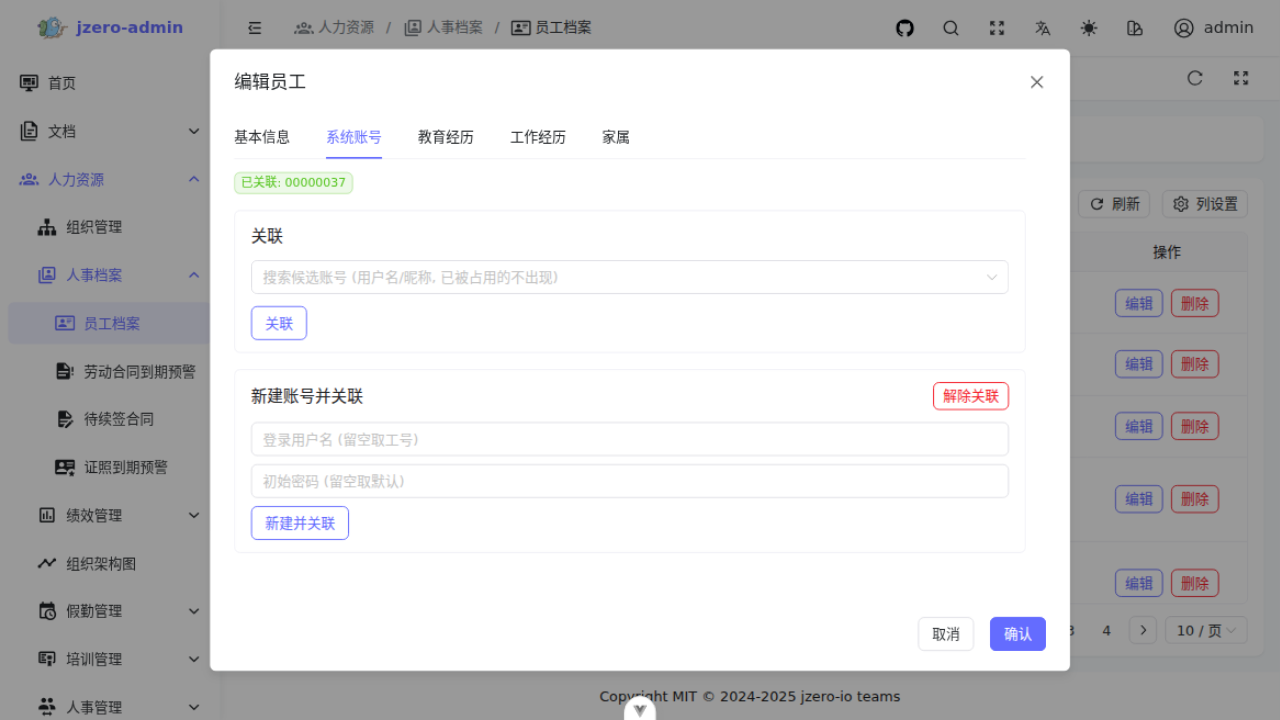 jzero-admin
人力资源 / 人事档案 / 员工档案
admin
首页
文档
人力资源
组织管理
人事档案
员工档案
劳动合同到期预警
待续签合同
证照到期预警
绩效管理
组织架构图
假勤管理
培训管理
人事管理
编辑员工
基本信息 系统账号 教育经历 工作经历 家属
已关联: 00000037
关联
搜索候选账号 (用户名/昵称, 已被占用的不出现)
关联
新建账号并关联 解除关联
登录用户名 (留空取工号)
初始密码 (留空取默认)
新建并关联
取消 确认
刷新 列设置
操作
编辑 删除
编辑 删除
编辑 删除
编辑 删除
编辑 删除
4 10 / 页
Copyright MIT © 2024-2025 jzero-io teams